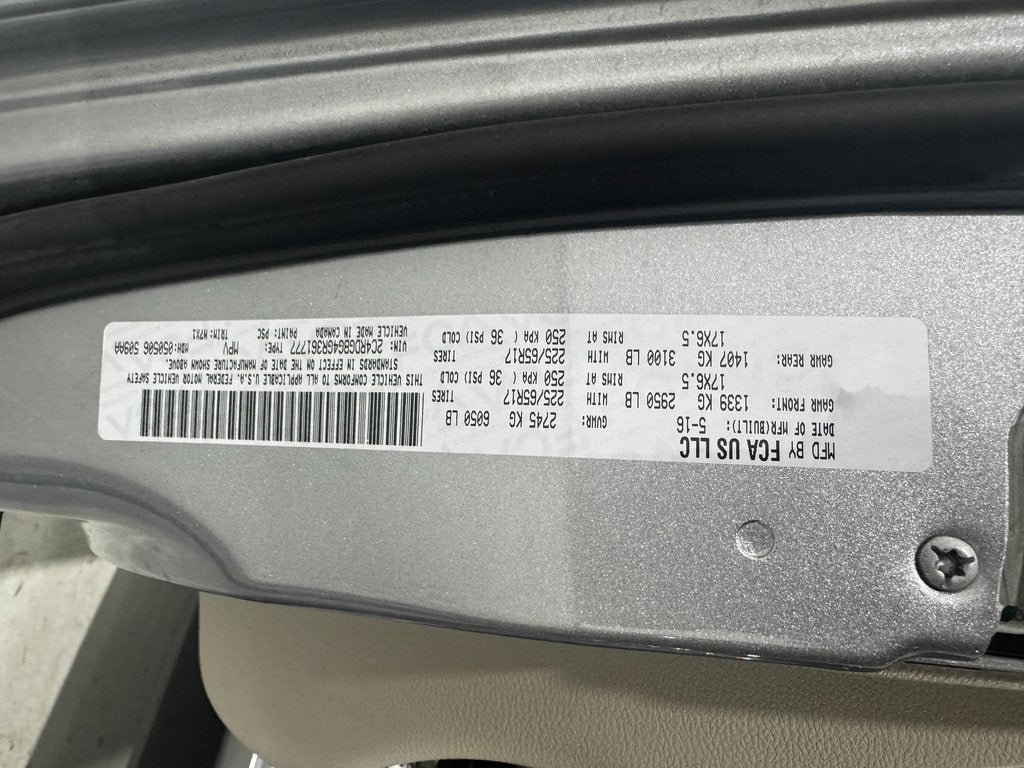 MFD BY FCA US LLC
DATE OF MFR(BUILT): 5-16 GVWR: 2745 KG 6050 LB
GAWR FRONT: 1339 KG 2950 LB WITH 225/65R17 TIRES
17X6.5 RIMS AT 250 KPA ( 36 PSI) COLD
GAWR REAR: 1407 KG 3100 LB WITH 225/65R17 TIRES
17X6.5 RIMS AT 250 KPA ( 36 PSI) COLD
THIS VEHICLE CONFORMS TO ALL APPLICABLE U.S.A. FEDERAL MOTOR VEHICLE SAFETY
STANDARDS IN EFFECT ON THE DATE OF MANUFACTURE SHOWN ABOVE.
VIN: 2C4RDGBG4GR361777 TYPE: MPV MDH:050506 509AA
VEHICLE MADE IN CANADA PAINT: PSC TRIM: N7X1